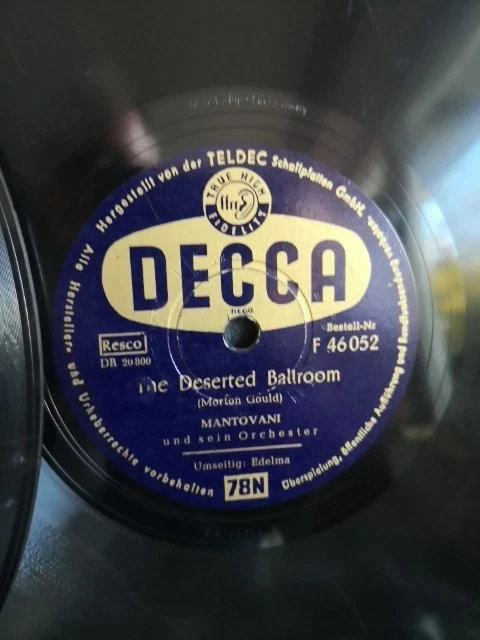 Hergestellt von der TELDEC Schallplatten GmbH.
TRUE HIGH
FIDELITY
DECCA
REGD.
Bestell-Nr
F 46052
Resco
DR 20800
The Deserted Ballroom
(Morton Gould)
MANTOVANI
und sein Orchester
Umseitig: Edelma
78N
Alle Hersteller- und Urheberrechte vorbehalten
Überspielung, öffentliche Aufführung und Rundfunksendung verboten.